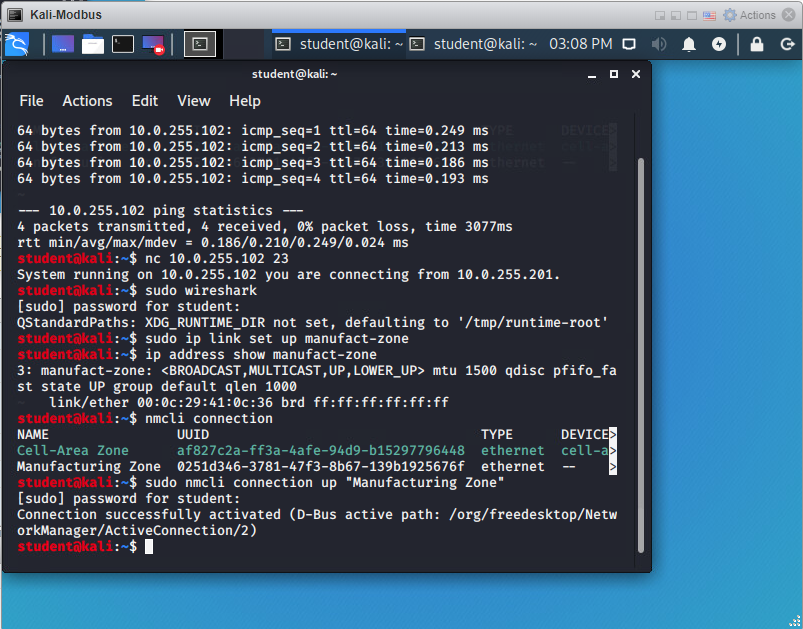 Kali-Modbus
Actions
student@kali: ~
student@kali: ~
03:08 PM
student@kali: ~
File Actions Edit View Help
64 bytes from 10.0.255.102: icmp_seq=1 ttl=64 time=0.249 ms
64 bytes from 10.0.255.102: icmp_seq=2 ttl=64 time=0.213 ms
64 bytes from 10.0.255.102: icmp_seq=3 ttl=64 time=0.186 ms
64 bytes from 10.0.255.102: icmp_seq=4 ttl=64 time=0.193 ms
--- 10.0.255.102 ping statistics ---
4 packets transmitted, 4 received, 0% packet loss, time 3077ms
rtt min/avg/max/mdev = 0.186/0.210/0.249/0.024 ms
student@kali:~$ nc 10.0.255.102 23
System running on 10.0.255.102 you are connecting from 10.0.255.201.
student@kali:~$ sudo wireshark
[sudo] password for student:
QStandardPaths: XDG_RUNTIME_DIR not set, defaulting to '/tmp/runtime-root'
student@kali:~$ sudo ip link set up manufact-zone
student@kali:~$ ip address show manufact-zone
3: manufact-zone: <BROADCAST,MULTICAST,UP,LOWER_UP> mtu 1500 qdisc pfifo_fa
st state UP group default qlen 1000
link/ether 00:0c:29:41:0c:36 brd ff:ff:ff:ff:ff:ff
student@kali:~$ nmcli connection
NAME UUID TYPE DEVICE>
Cell-Area Zone af827c2a-ff3a-4afe-94d9-b15297796448 ethernet cell-a>
Manufacturing Zone 0251d346-3781-47f3-8b67-139b1925676f ethernet -- >
student@kali:~$ sudo nmcli connection up "Manufacturing Zone"
[sudo] password for student:
Connection successfully activated (D-Bus active path: /org/freedesktop/Netw
orkManager/ActiveConnection/2)
student@kali:~$